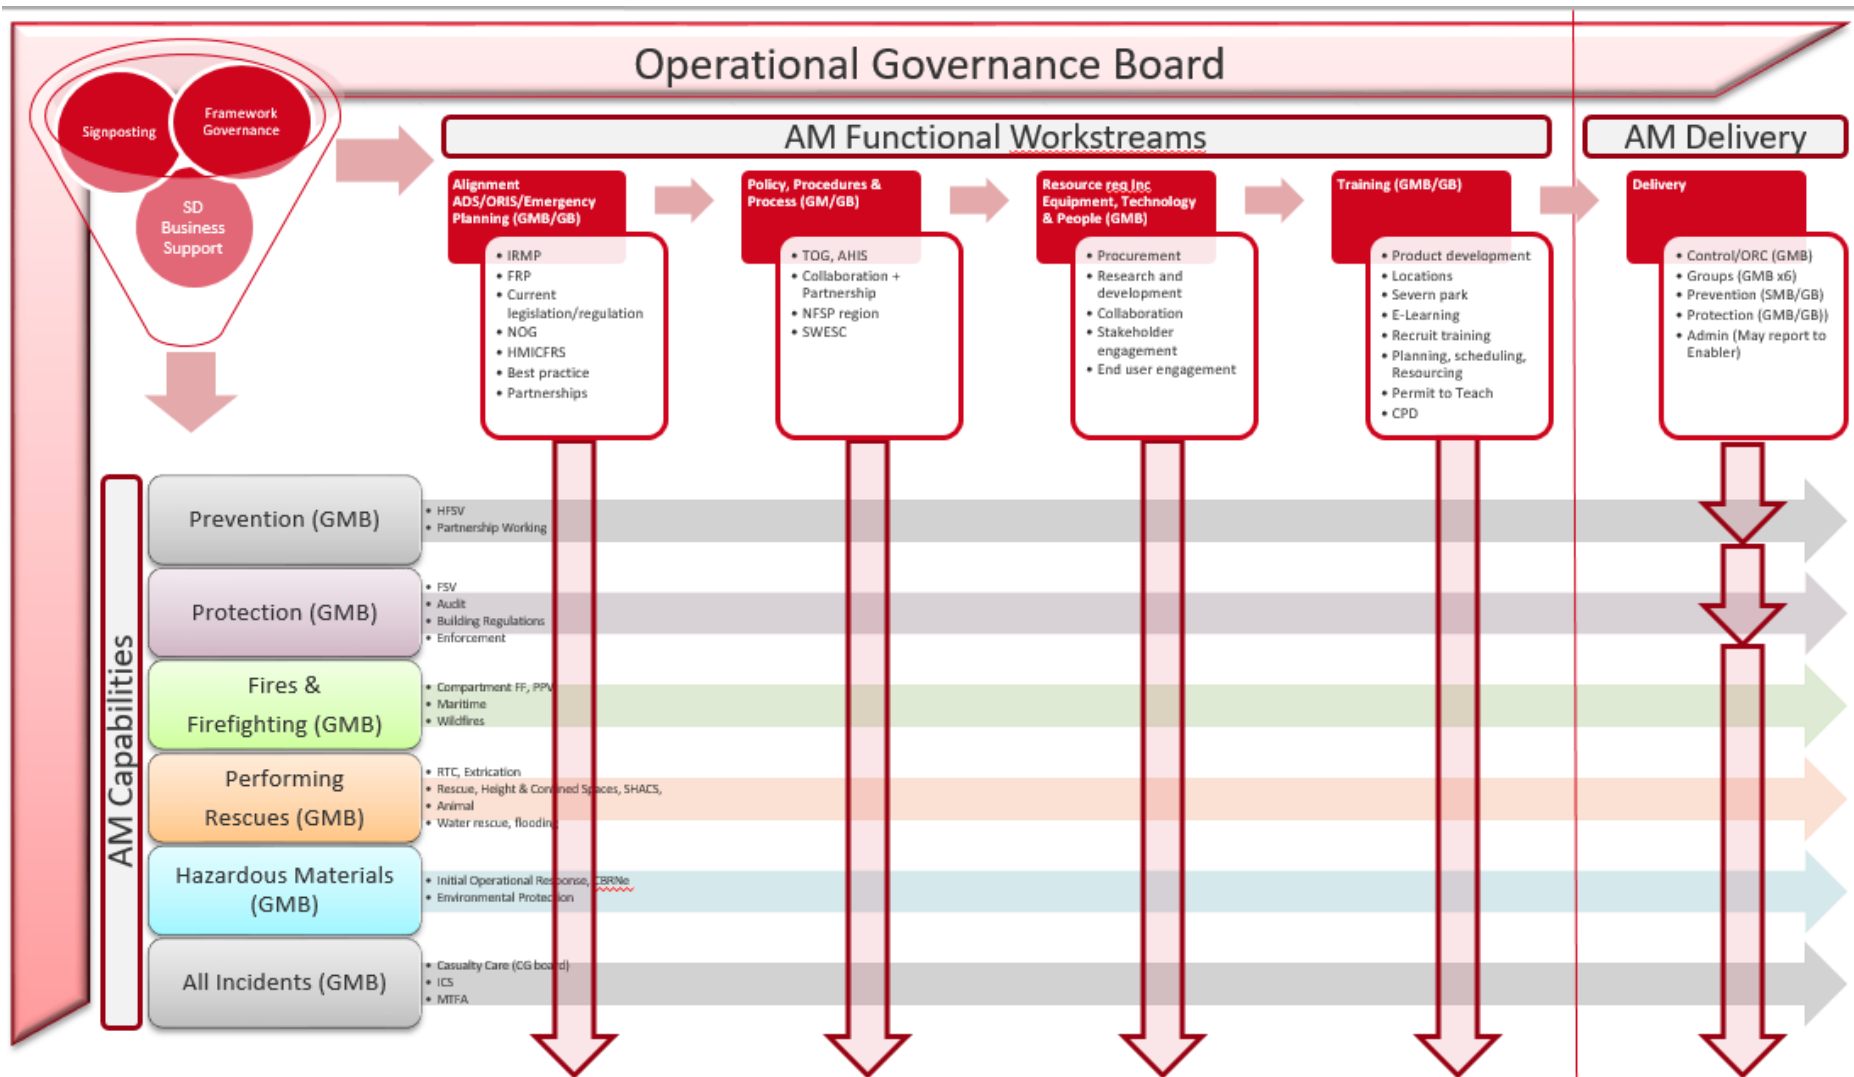 Operational Governance Board
Signposting
Framework
Governance
SD
Business
Support
AM Functional Workstreams
AM Delivery
Alignment
ADS/ORIS/Emergency
Planning (GMB/GB)
• IRMP
• FRP
• Current
legislation/regulation
• NOG
• HMICFRS
• Best practice
• Partnerships
Policy, Procedures &
Process (GM/GB)
• TOG, AHIS
• Collaboration +
Partnership
• NFSP region
• SWESC
Resource req Inc
Equipment, Technology
& People (GMB)
• Procurement
• Research and
development
• Collaboration
• Stakeholder
engagement
• End user engagement
Training (GMB/GB)
• Product development
• Locations
• Severn park
• E-Learning
• Recruit training
• Planning, scheduling,
Resourcing
• Permit to Teach
• CPD
Delivery
• Control/ORC (GMB)
• Groups (GMB x6)
• Prevention (SMB/GB)
• Protection (GMB/GB))
• Admin (May report to
Enabler)
AM Capabilities
Prevention (GMB)
• HFSV
• Partnership Working
Protection (GMB)
• FSV
• Audit
• Building Regulations
• Enforcement
Fires &
Firefighting (GMB)
• Compartment FF, PPV
• Maritime
• Wildfires
Performing
Rescues (GMB)
• RTC, Extrication
• Rescue, Height & Confined Spaces, SHACS,
• Animal
• Water rescue, flooding
Hazardous Materials
(GMB)
• Initial Operational Response, CBRNe
• Environmental Protection
All Incidents (GMB)
• Casualty Care (CG board)
• ICS
• MTFA